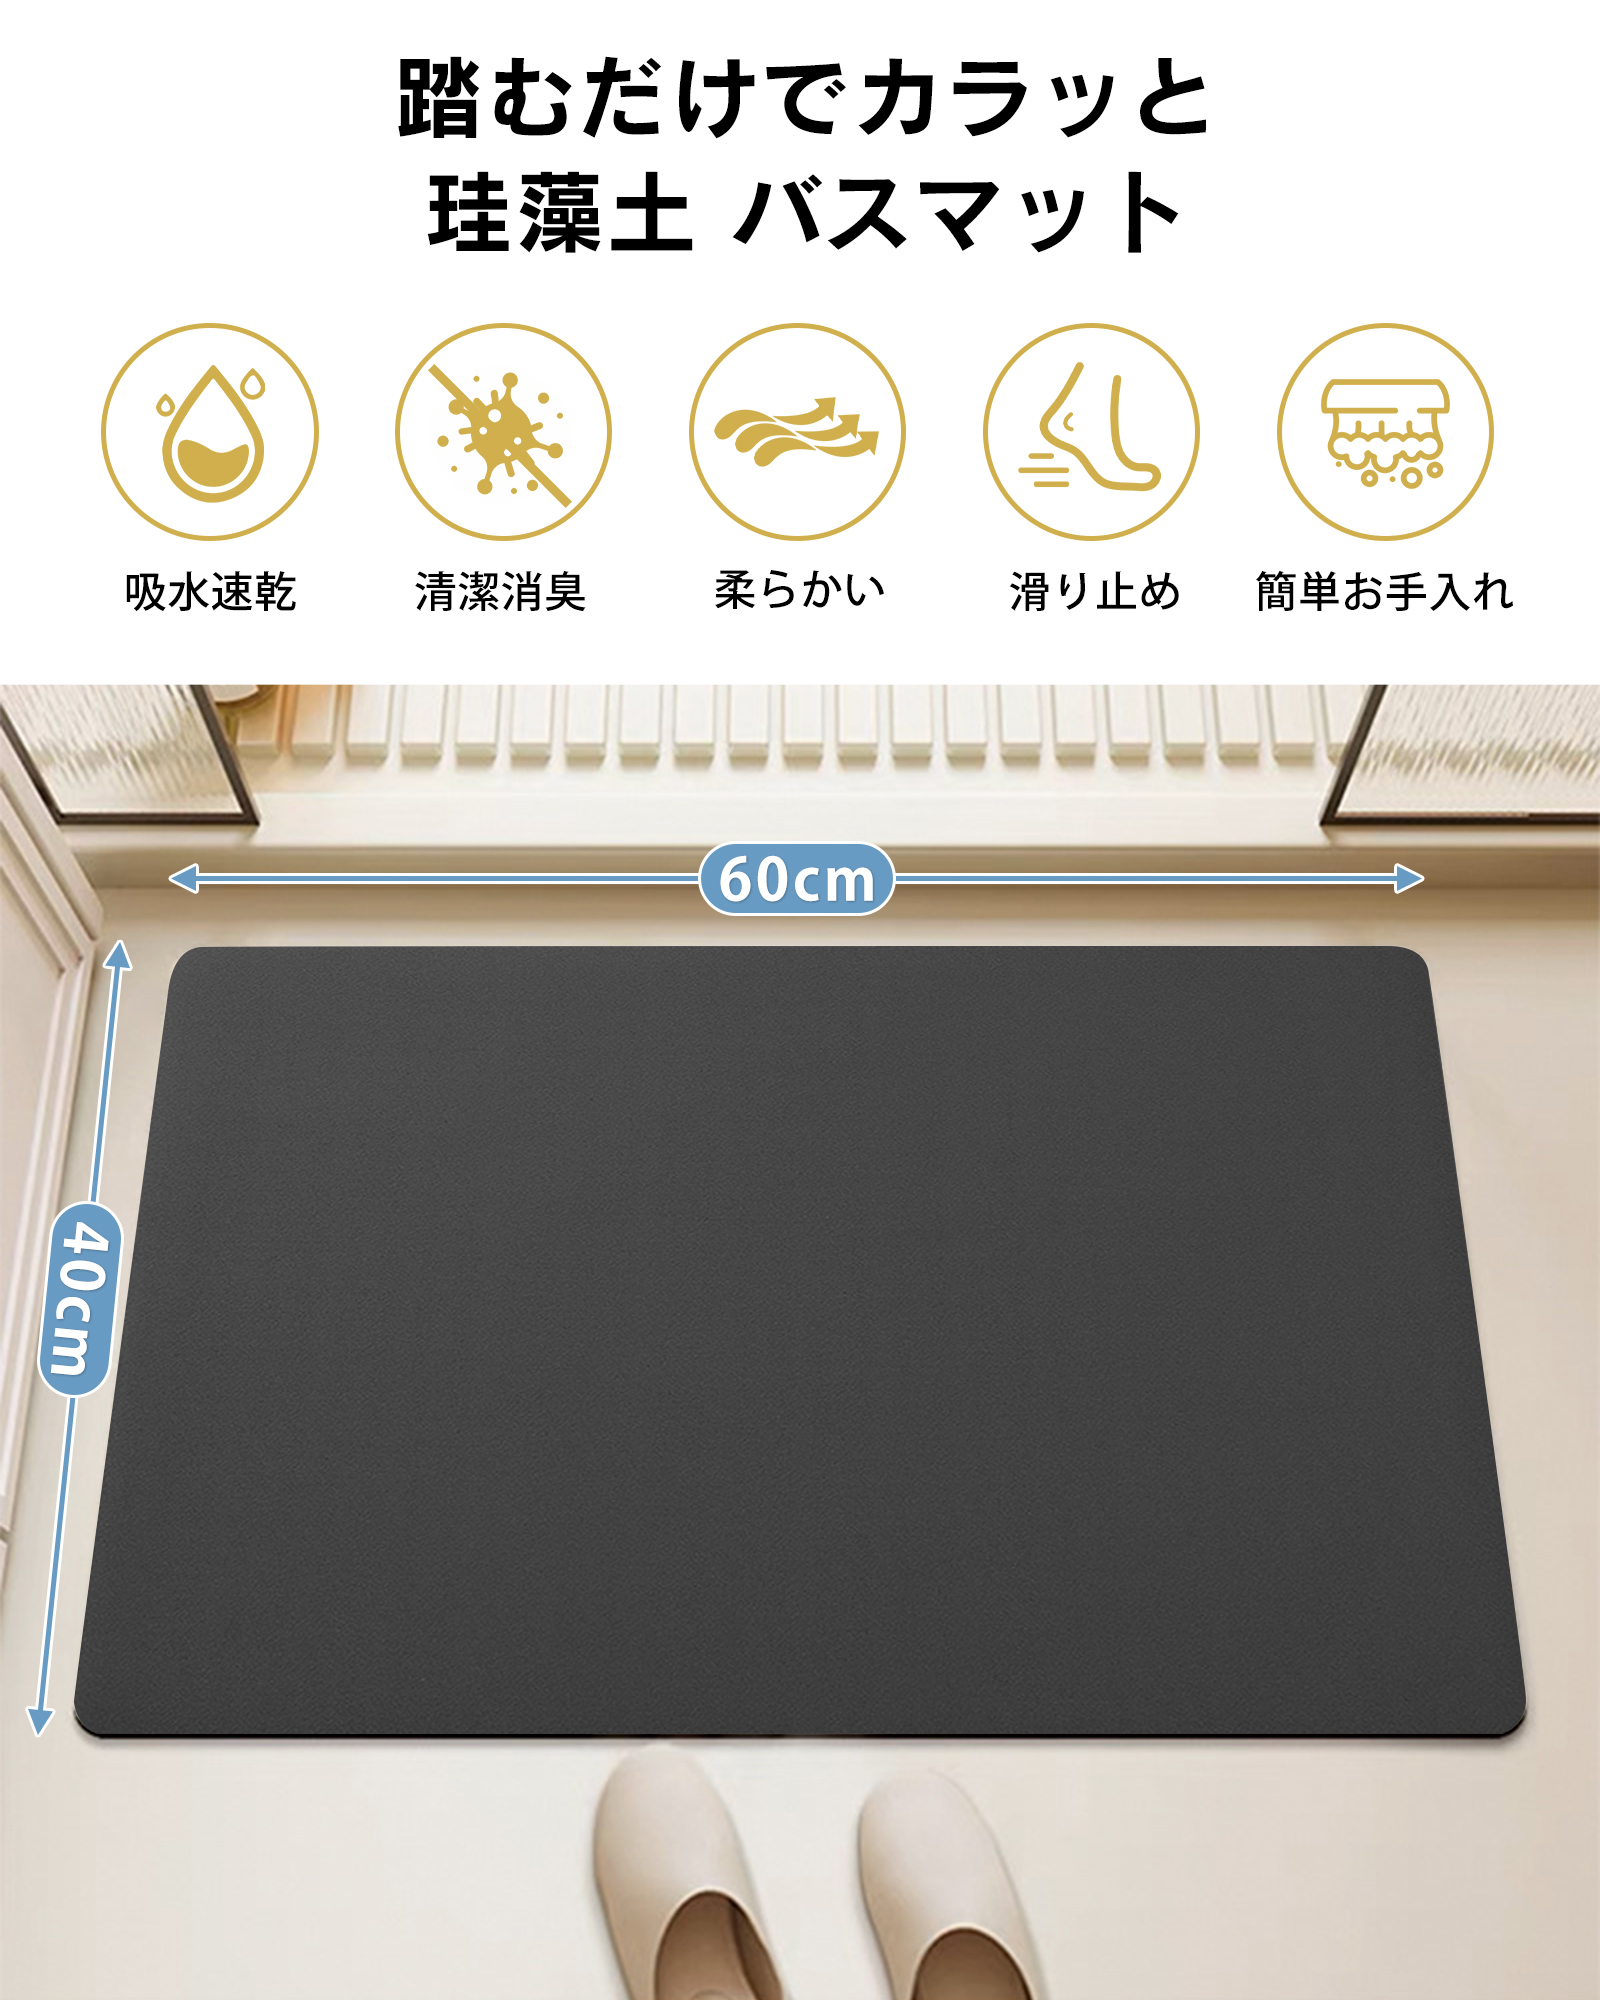 踏むだけでカラッと
珪藻土 バスマット
吸水速乾
清潔消臭
柔らかい
滑り止め
簡単お手入れ
60cm
40cm